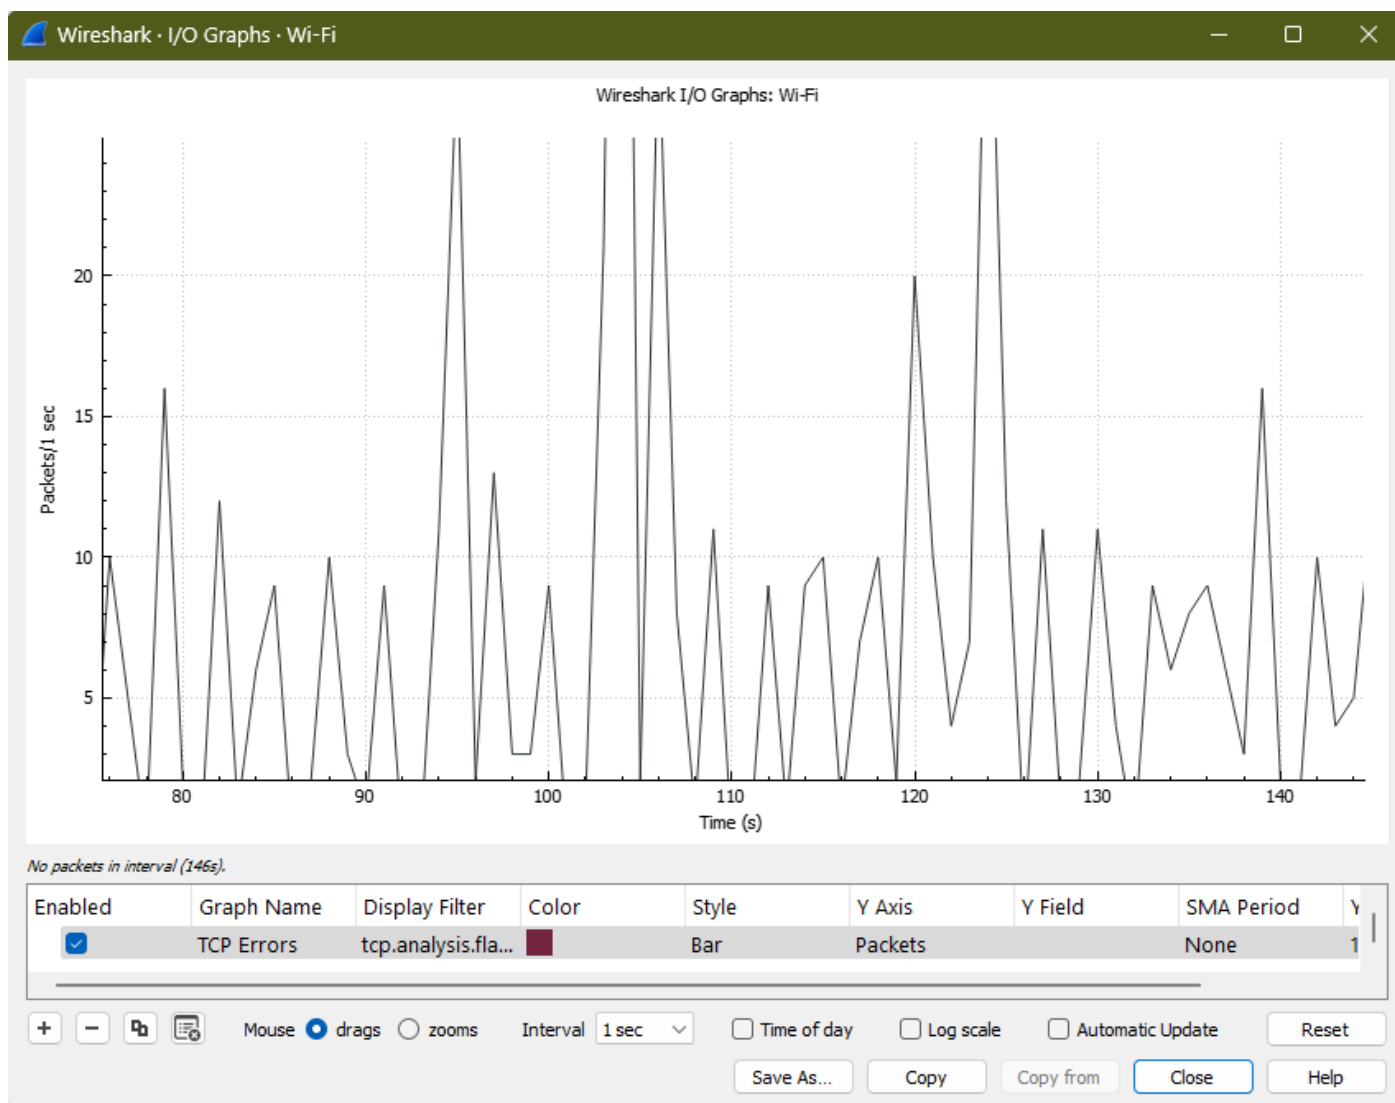 Wireshark · I/O Graphs · Wi-Fi
Wireshark I/O Graphs: Wi-Fi
20
15
10
5
Packets/1 sec
80 90 100 110 120 130 140
Time (s)
No packets in interval (146s).
Enabled Graph Name Display Filter Color Style Y Axis Y Field SMA Period Y
TCP Errors tcp.analysis.fla... Bar Packets None 1
Mouse drags zooms Interval 1 sec Time of day Log scale Automatic Update Reset
Save As... Copy Copy from Close Help